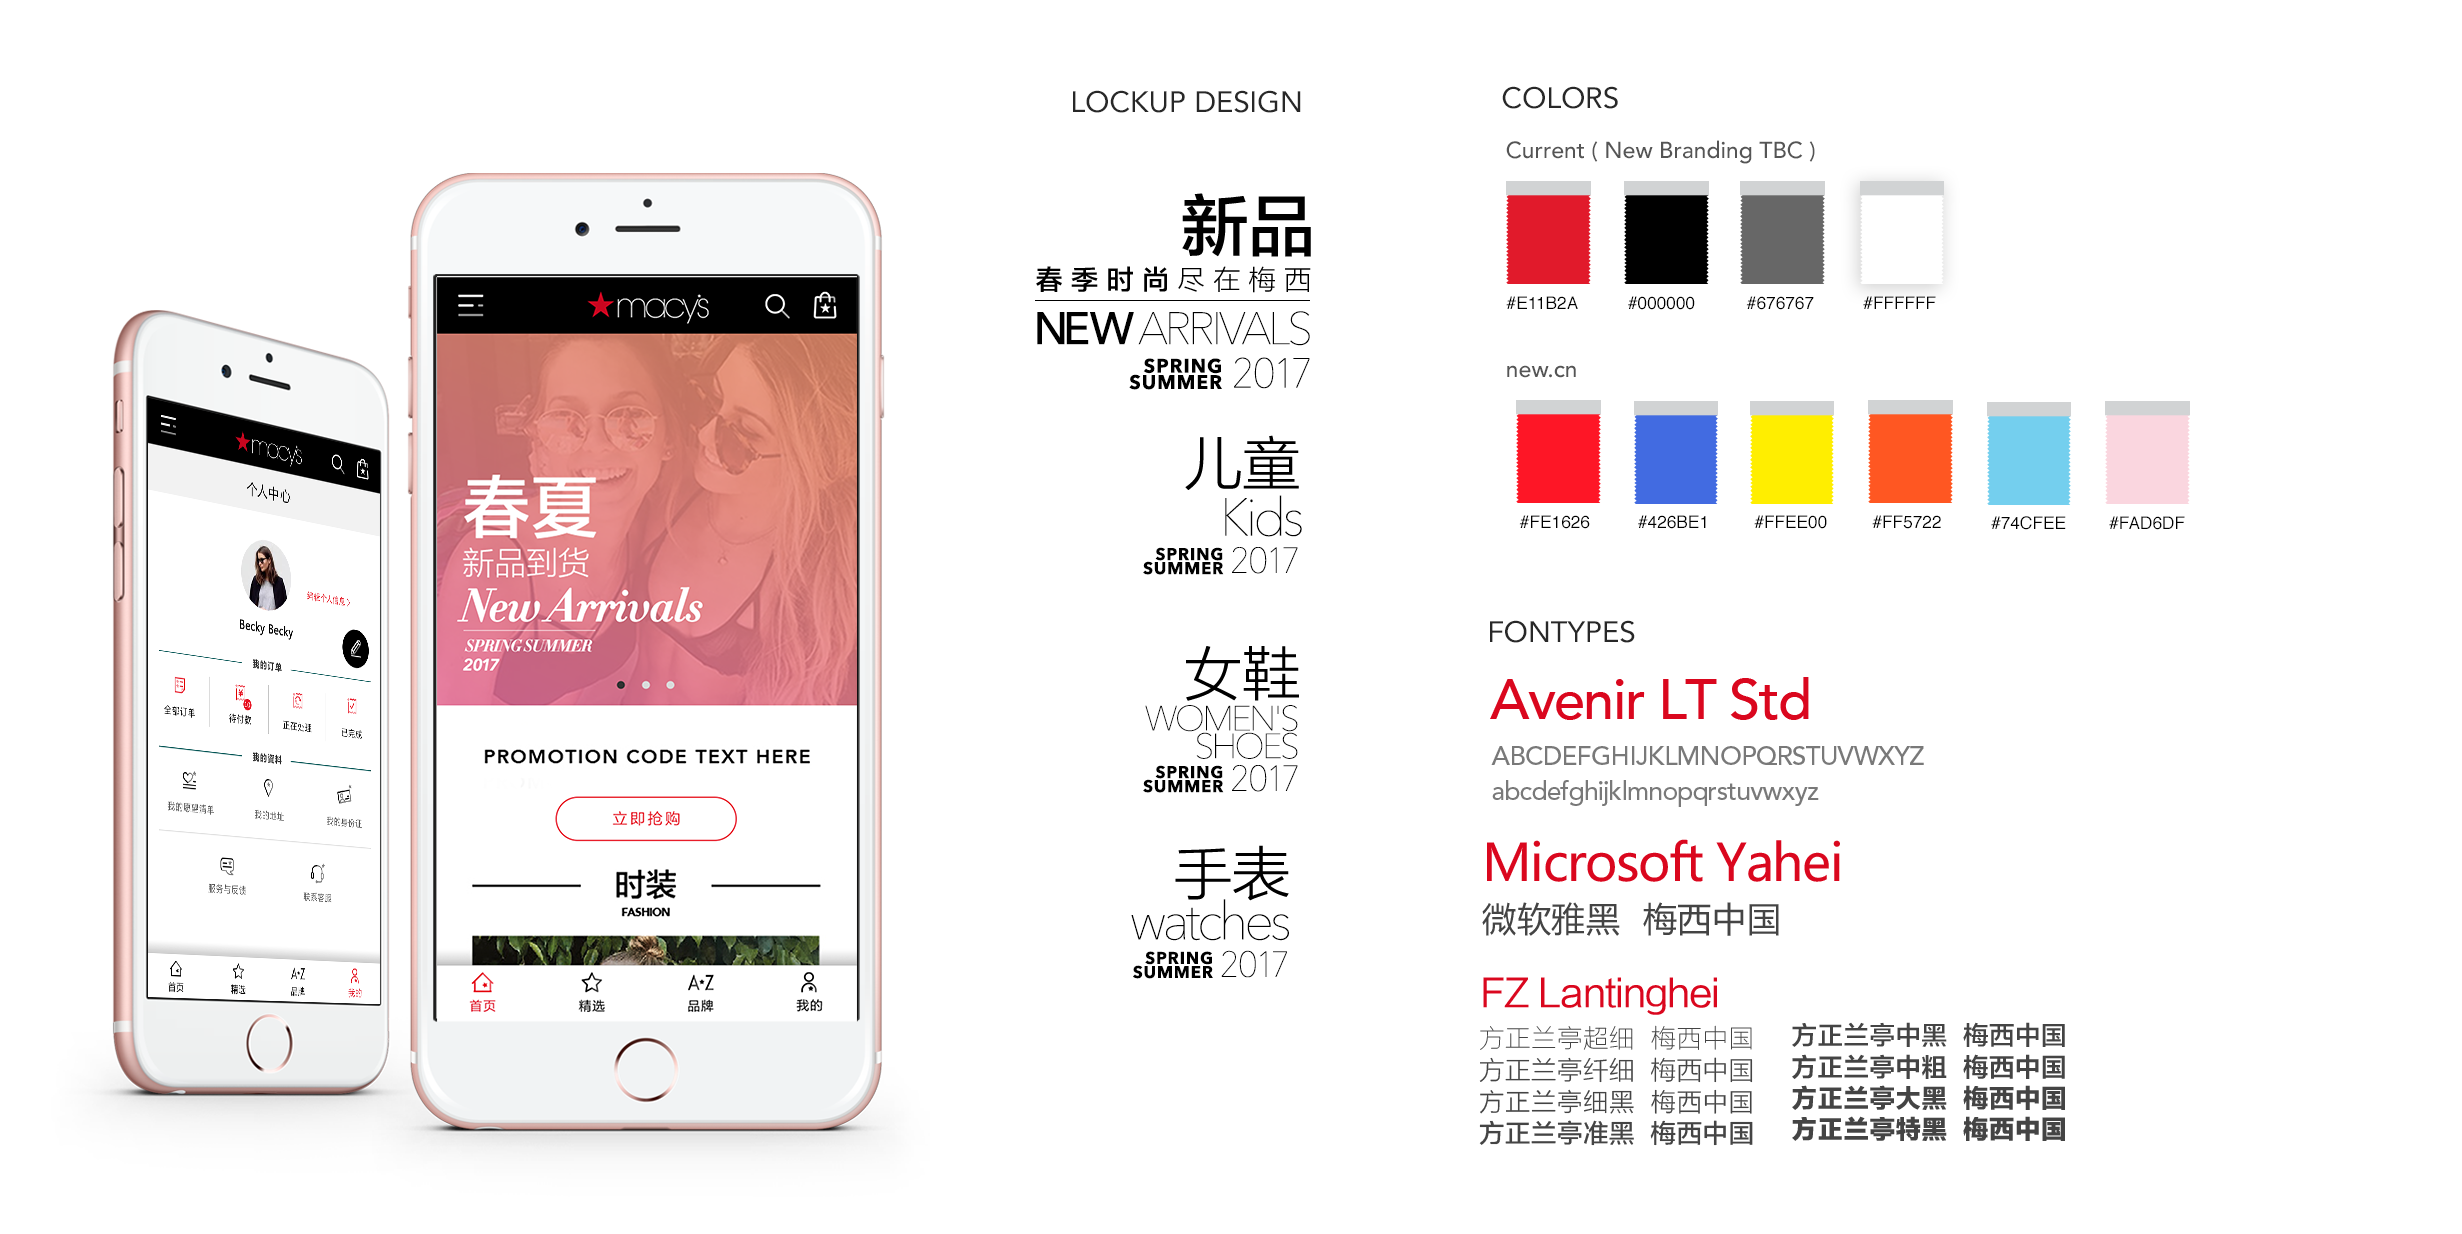 macy's
个人中心
编辑个人信息>
Becky Becky
我的订单
全部订单
待付款
正在处理
已完成
我的资料
我的愿望清单
我的地址
我的身份证
服务与反馈
联系客服
首页
精选
A*Z
品牌
我的
macy's
春夏
新品到货
New Arrivals
SPRING SUMMER
2017
PROMOTION CODE TEXT HERE
立即抢购
时装
FASHION
首页
精选
A*Z
品牌
我的
LOCKUP DESIGN
新品
春季时尚尽在梅西
NEW ARRIVALS
SPRING SUMMER 2017
儿童
Kids
SPRING SUMMER 2017
女鞋
WOMEN'S
SHOES
SPRING SUMMER 2017
手表
watches
SPRING SUMMER 2017
COLORS
Current ( New Branding TBC )
#E11B2A #000000 #676767 #FFFFFF
new.cn
#FE1626 #426BE1 #FFEE00 #FF5722 #74CFEE #FAD6DF
FONTYPES
Avenir LT Std
ABCDEFGHIJKLMNOPQRSTUVWXYZ
abcdefghijklmnopqrstuvwxyz
Microsoft Yahei
微软雅黑 梅西中国
FZ Lantinghei
方正兰亭超细 梅西中国
方正兰亭纤细 梅西中国
方正兰亭细黑 梅西中国
方正兰亭准黑 梅西中国
方正兰亭中黑 梅西中国
方正兰亭中粗 梅西中国
方正兰亭大黑 梅西中国
方正兰亭特黑 梅西中国